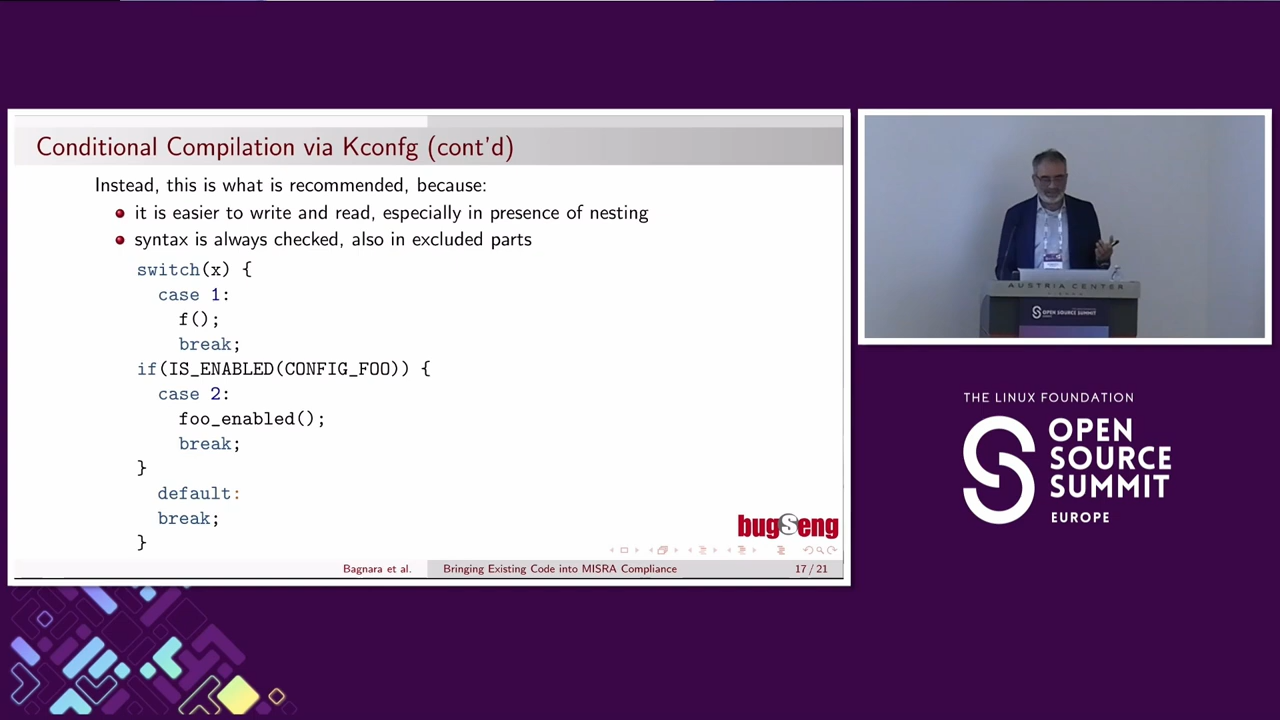 Conditional Compilation via Kconfg (cont'd)
Instead, this is what is recommended, because:
it is easier to write and read, especially in presence of nesting
syntax is always checked, also in excluded parts
switch(x) {
case 1:
f();
break;
if(IS_ENABLED(CONFIG_FOO)) {
case 2:
foo_enabled();
break;
}
default:
break;
}
bugSeng
Bagnara et al.
Bringing Existing Code into MISRA Compliance
17 / 21
AUSTRIA CENTER
OPEN SOURCE SUMMIT
THE LINUX FOUNDATION
OPEN
SOURCE
SUMMIT
EUROPE